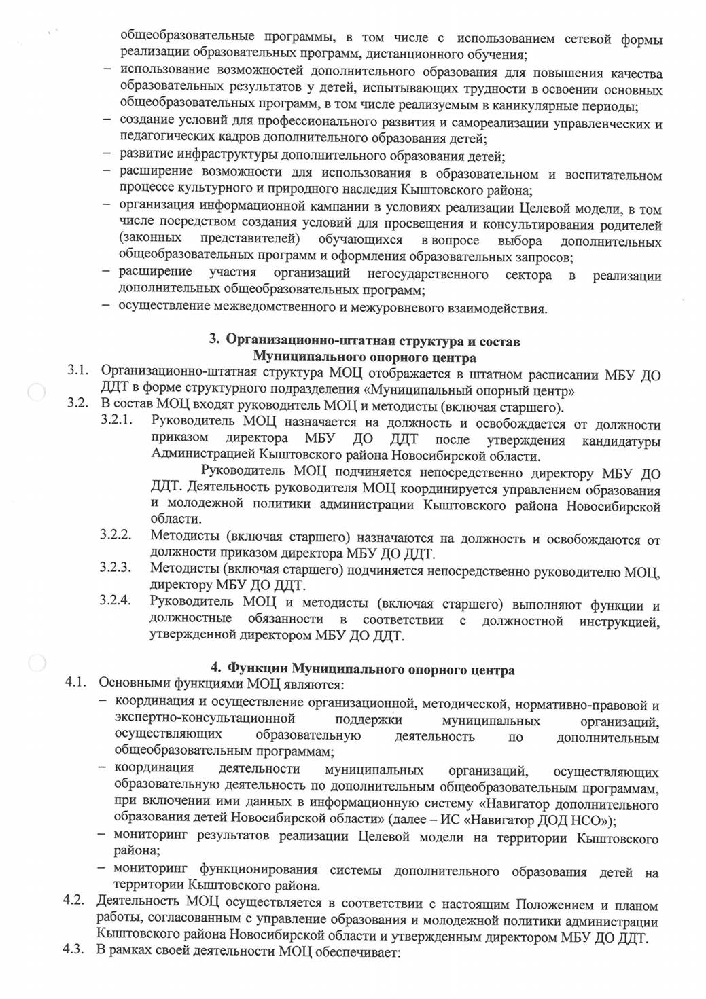 общеобразовательные программы, в том числе с использованием сетевой формы
реализации образовательных программ, дистанционного обучения;
– использование возможностей дополнительного образования для повышения качества
образовательных результатов у детей, испытывающих трудности в освоении основных
общеобразовательных программ, в том числе реализуемым в каникулярные периоды;
– создание условий для профессионального развития и самореализации управленческих и
педагогических кадров дополнительного образования детей;
– развитие инфраструктуры дополнительного образования детей;
– расширение возможности для использования в образовательном и воспитательном
процессе культурного и природного наследия Кыштовского района;
– организация информационной кампании в условиях реализации Целевой модели, в том
числе посредством создания условий для просвещения и консультирования родителей
(законных представителей) обучающихся в вопросе выбора дополнительных
общеобразовательных программ и оформления образовательных запросов;
– расширение участия организаций негосударственного сектора в реализации
дополнительных общеобразовательных программ;
– осуществление межведомственного и межуровневого взаимодействия.
3. Организационно-штатная структура и состав
Муниципального опорного центра
3.1. Организационно-штатная структура МОЦ отображается в штатном расписании МБУ ДО
ДДТ в форме структурного подразделения «Муниципальный опорный центр»
3.2. В состав МОЦ входят руководитель МОЦ и методисты (включая старшего).
3.2.1. Руководитель МОЦ назначается на должность и освобождается от должности
приказом директора МБУ ДО ДДТ после утверждения кандидатуры
Администрацией Кыштовского района Новосибирской области.
Руководитель МОЦ подчиняется непосредственно директору МБУ ДО
ДДТ. Деятельность руководителя МОЦ координируется управлением образования
и молодежной политики администрации Кыштовского района Новосибирской
области.
3.2.2. Методисты (включая старшего) назначаются на должность и освобождаются от
должности приказом директора МБУ ДО ДДТ.
3.2.3. Методисты (включая старшего) подчиняется непосредственно руководителю МОЦ,
директору МБУ ДО ДДТ.
3.2.4. Руководитель МОЦ и методисты (включая старшего) выполняют функции и
должностные обязанности в соответствии с должностной инструкцией,
утвержденной директором МБУ ДО ДДТ.
4. Функции Муниципального опорного центра
4.1. Основными функциями МОЦ являются:
– координация и осуществление организационной, методической, нормативно-правовой и
экспертно-консультационной поддержки муниципальных организаций,
осуществляющих образовательную деятельность по дополнительным
общеобразовательным программам;
– координация деятельности муниципальных организаций, осуществляющих
образовательную деятельность по дополнительным общеобразовательным программам,
при включении ими данных в информационную систему «Навигатор дополнительного
образования детей Новосибирской области» (далее – ИС «Навигатор ДОД НСО»);
– мониторинг результатов реализации Целевой модели на территории Кыштовского
района;
– мониторинг функционирования системы дополнительного образования детей на
территории Кыштовского района.
4.2. Деятельность МОЦ осуществляется в соответствии с настоящим Положением и планом
работы, согласованным с управление образования и молодежной политики администрации
Кыштовского района Новосибирской области и утвержденным директором МБУ ДО ДДТ.
4.3. В рамках своей деятельности МОЦ обеспечивает: